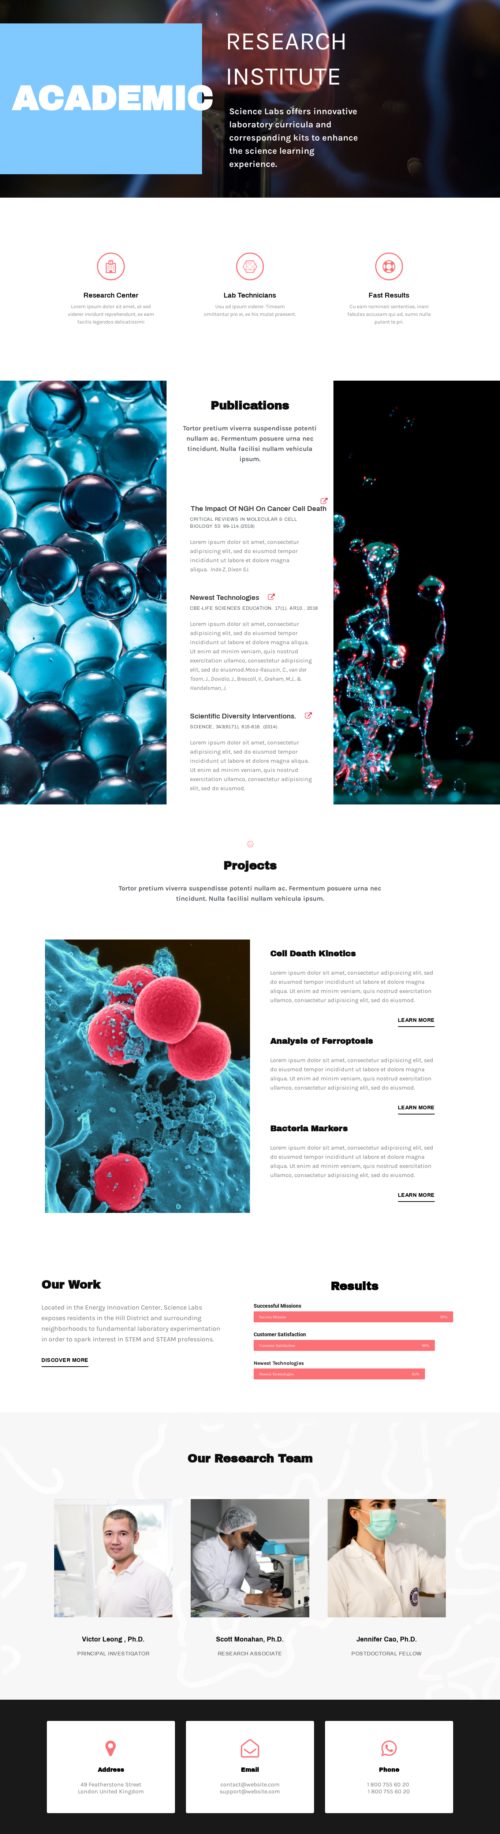 ACADEMIC
RESEARCH
INSTITUTE
Science Labs offers innovative
laboratory curricula and
corresponding kits to enhance
the science learning
experience.
Research Center
Lorem ipsum dolor sit amet, at sed
viderer incidunt reprehendunt, ex eam
facilis legendos delicatissimi
Lab Technicians
Usu ad ipsum viderer. Timeam
omittantur pro ei, ea his mutat praesent.
Fast Results
Cu eam nominati sententiae, inani
fabulas accusam qui ad, sumo nulla
putent te pri.
Publications
Tortor pretium viverra suspendisse potenti
nullam ac. Fermentum posuere urna nec
tincidunt. Nulla facilisi nullam vehicula
ipsum.
The Impact Of NGH On Cancer Cell Death
CRITICAL REVIEWS IN MOLECULAR & CELL
BIOLOGY 53: 99-114.(2019)
Lorem ipsum dolor sit amet, consectetur
adipisicing elit, sed do eiusmod tempor
incididunt ut labore et dolore magna
aliqua. Inde Z, Dixon SJ.
Newest Technologies
CBE-LIFE SCIENCES EDUCATION. 17(1), AR10 . 2018
Lorem ipsum dolor sit amet, consectetur
adipisicing elit, sed do eiusmod tempor
incididunt ut labore et dolore magna aliqua.
Ut enim ad minim veniam, quis nostrud
exercitation ullamco, consectetur adipisicing
elit, sed do eiusmod.Moss-Racusin, C., van der
Toorn, J., Dovidio, J., Brescoll, V., Graham, M.J., &
Handelsman, J.
Scientific Diversity Interventions.
SCIENCE, 343(6171), 615-616. (2014)
Lorem ipsum dolor sit amet, consectetur
adipisicing elit, sed do eiusmod tempor
incididunt ut labore et dolore magna aliqua.
Ut enim ad minim veniam, quis nostrud
exercitation ullamco, consectetur adipisicing
elit, sed do eiusmod.
Projects
Tortor pretium viverra suspendisse potenti nullam ac. Fermentum posuere urna nec
tincidunt. Nulla facilisi nullam vehicula ipsum.
Cell Death Kinetics
Lorem ipsum dolor sit amet, consectetur adipisicing elit, sed
do eiusmod tempor incididunt ut labore et dolore magna
aliqua. Ut enim ad minim veniam, quis nostrud exercitation
ullamco, consectetur adipisicing elit, sed do eiusmod.
LEARN MORE
Analysis of Ferroptosis
Lorem ipsum dolor sit amet, consectetur adipisicing elit, sed
do eiusmod tempor incididunt ut labore et dolore magna
aliqua. Ut enim ad minim veniam, quis nostrud exercitation
ullamco, consectetur adipisicing elit, sed do eiusmod.
LEARN MORE
Bacteria Markers
Lorem ipsum dolor sit amet, consectetur adipisicing elit, sed
do eiusmod tempor incididunt ut labore et dolore magna
aliqua. Ut enim ad minim veniam, quis nostrud exercitation
ullamco, consectetur adipisicing elit, sed do eiusmod.
LEARN MORE
Our Work
Located in the Energy Innovation Center, Science Labs
exposes residents in the Hill District and surrounding
neighborhoods to fundamental laboratory experimentation
in order to spark interest in STEM and STEAM professions.
DISCOVER MORE
Results
Successful Missions
Customer Satisfaction
Customer Satisfaction
Newest Technologies
Newest Technologies
Our Research Team
Victor Leong , Ph.D.
PRINCIPAL INVESTIGATOR
Scott Monahan, Ph.D.
RESEARCH ASSOCIATE
Jennifer Cao, Ph.D.
POSTDOCTORAL FELLOW
Address
49 Featherstone Street
London United Kingdom
Email
contact@website.com
support@website.com
Phone
1 800 755 60 20
1 800 755 60 20